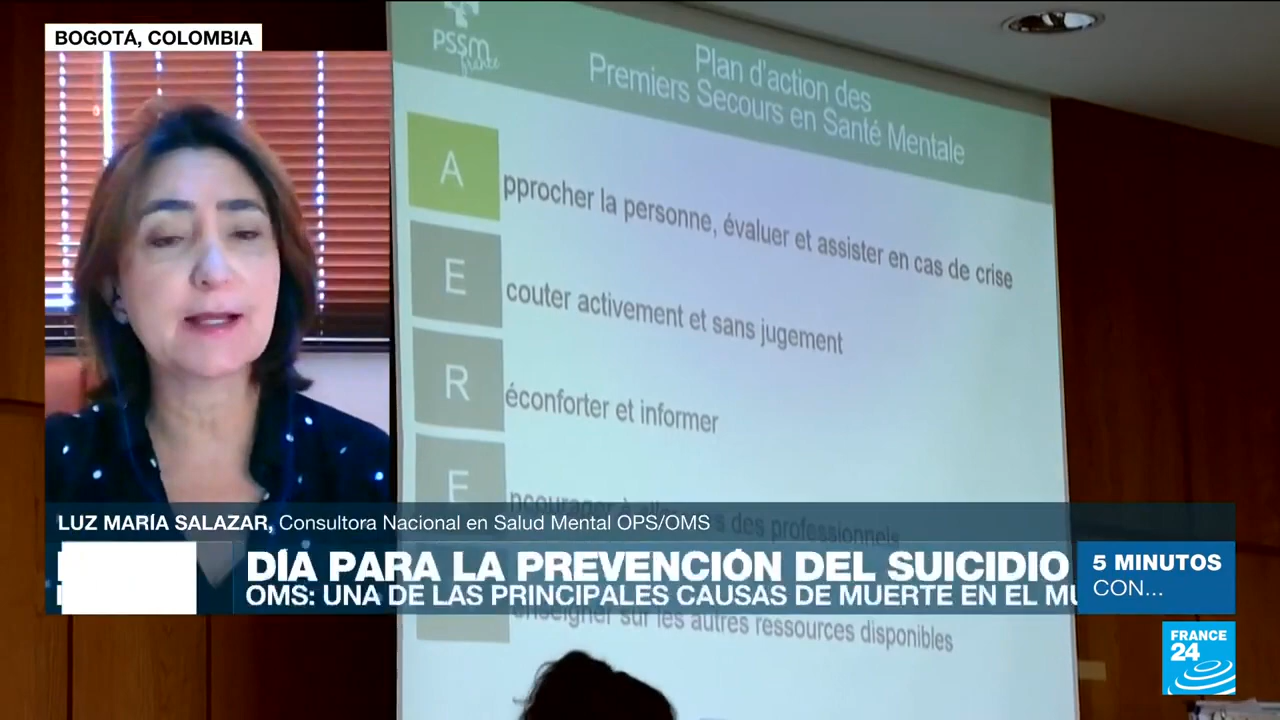 BOGOTÁ, COLOMBIA
PSSM
france
Plan d'action des
Premiers Secours en Santé Mentale
A
pprocher la personne, évaluer et assister en cas de crise
E
couter activement et sans jugement
R
éconforter et informer
E
des professionnels
sur les autres ressources disponibles
LUZ MARÍA SALAZAR, Consultora Nacional en Salud Mental OPS/OMS
DÍA PARA LA PREVENCIÓN DEL SUICIDIO
OMS: UNA DE LAS PRINCIPALES CAUSAS DE MUERTE EN EL
5 MINUTOS
CON...
FRANCE
24